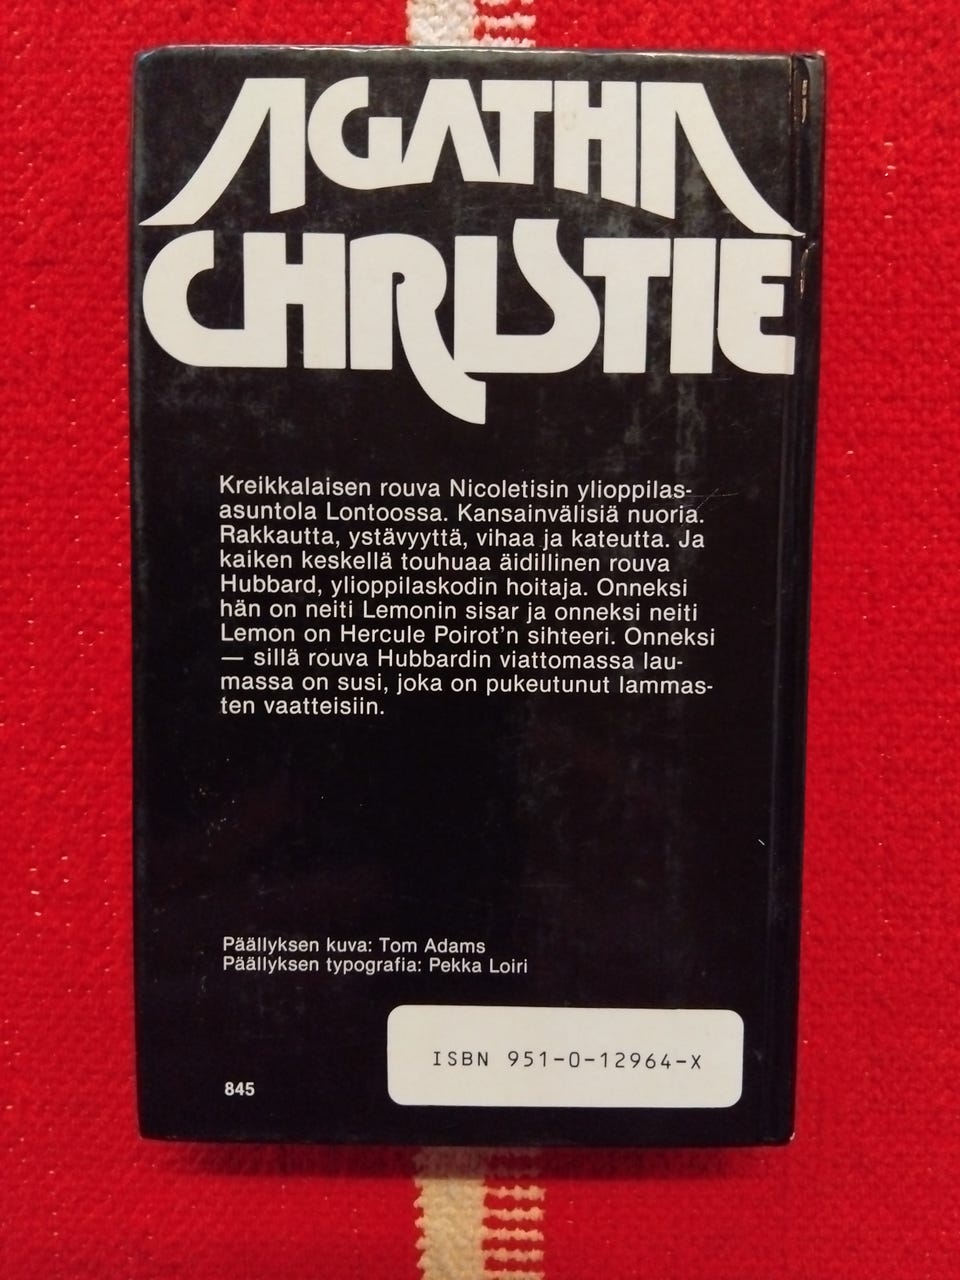 AGATHA
CHRISTIE
Kreikkalaisen rouva Nicoletisin ylioppilas-
asuntola Lontoossa. Kansainvälisiä nuoria.
Rakkautta, ystävyyttä, vihaa ja kateutta. Ja
kaiken keskellä touhuaa äidillinen rouva
Hubbard, ylioppilaskodin hoitaja. Onneksi
hän on neiti Lemonin sisar ja onneksi neiti
Lemon on Hercule Poirot'n sihteeri. Onneksi
— sillä rouva Hubbardin viattomassa lau-
massa on susi, joka on pukeutunut lammas-
ten vaatteisiin.
Päällyksen kuva: Tom Adams
Päällyksen typografia: Pekka Loiri
ISBN 951-0-12964-X
845